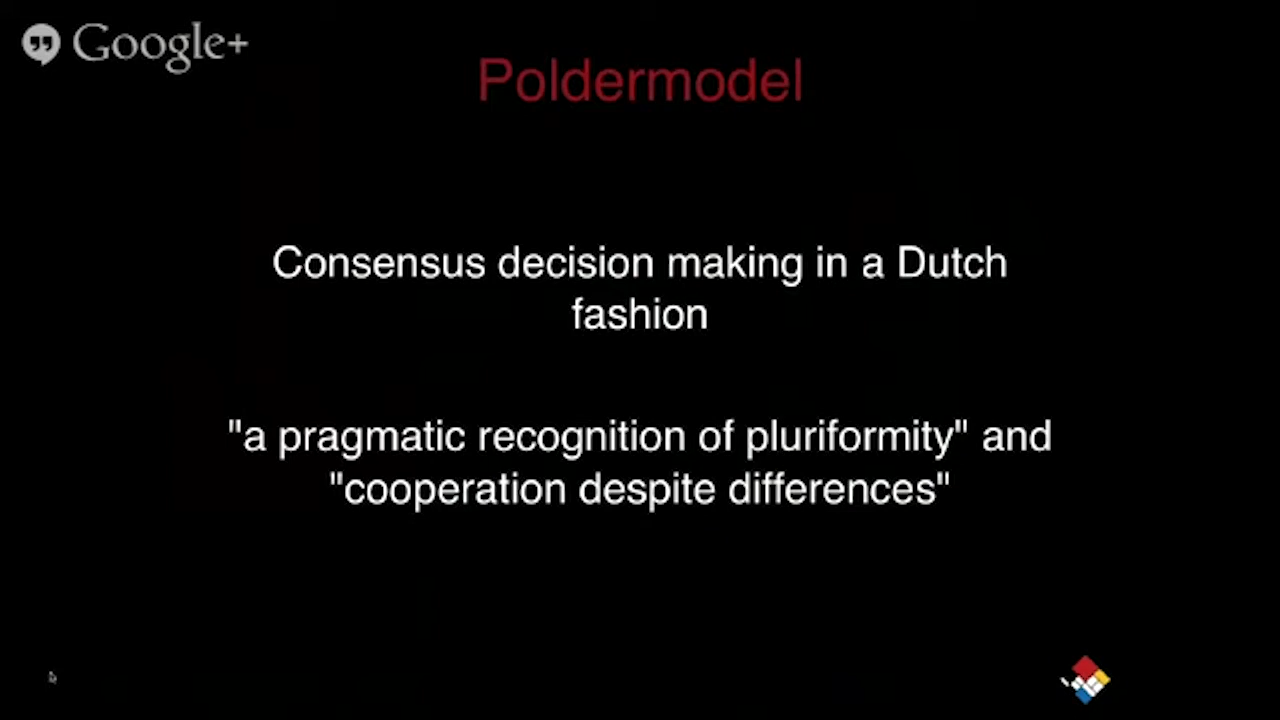 Google+
Poldermodel
Consensus decision making in a Dutch
fashion
"a pragmatic recognition of pluriformity" and
"cooperation despite differences"